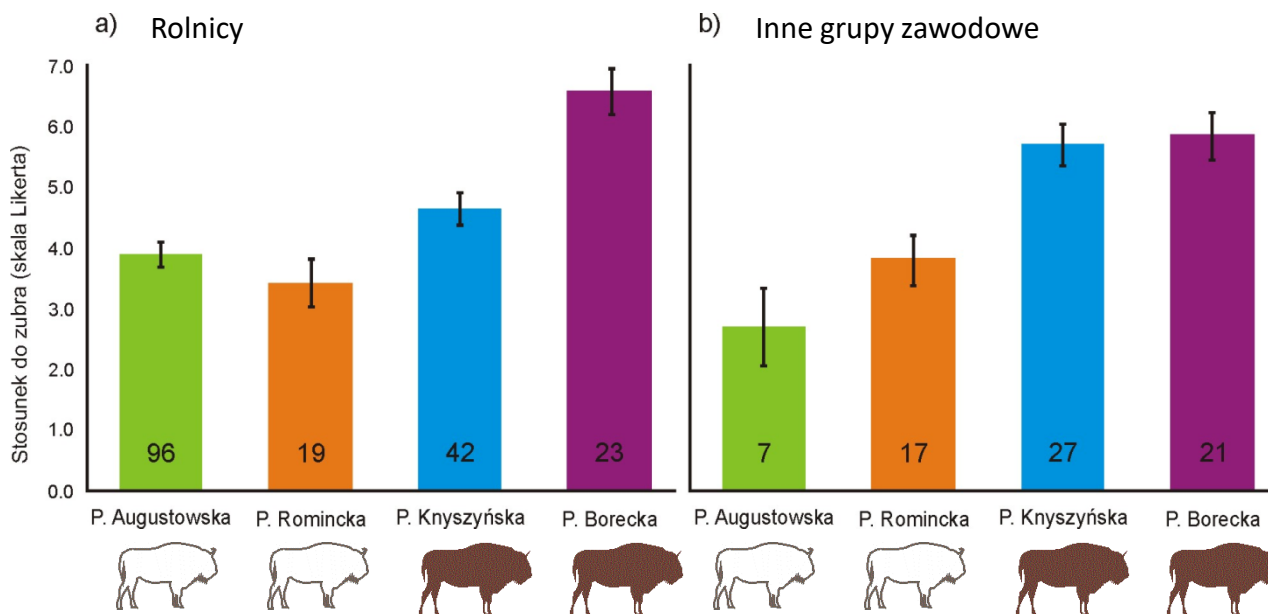 a) Rolnicy
b) Inne grupy zawodowe
Stosunek do zubra (skala Likerta)
7.0
6.0
5.0
4.0
3.0
2.0
1.0
0.0
96 19 42 23
7 17 27 21
P. Augustowska P. Romincka P. Knyszyńska P. Borecka
P. Augustowska P. Romincka P. Knyszyńska P. Borecka